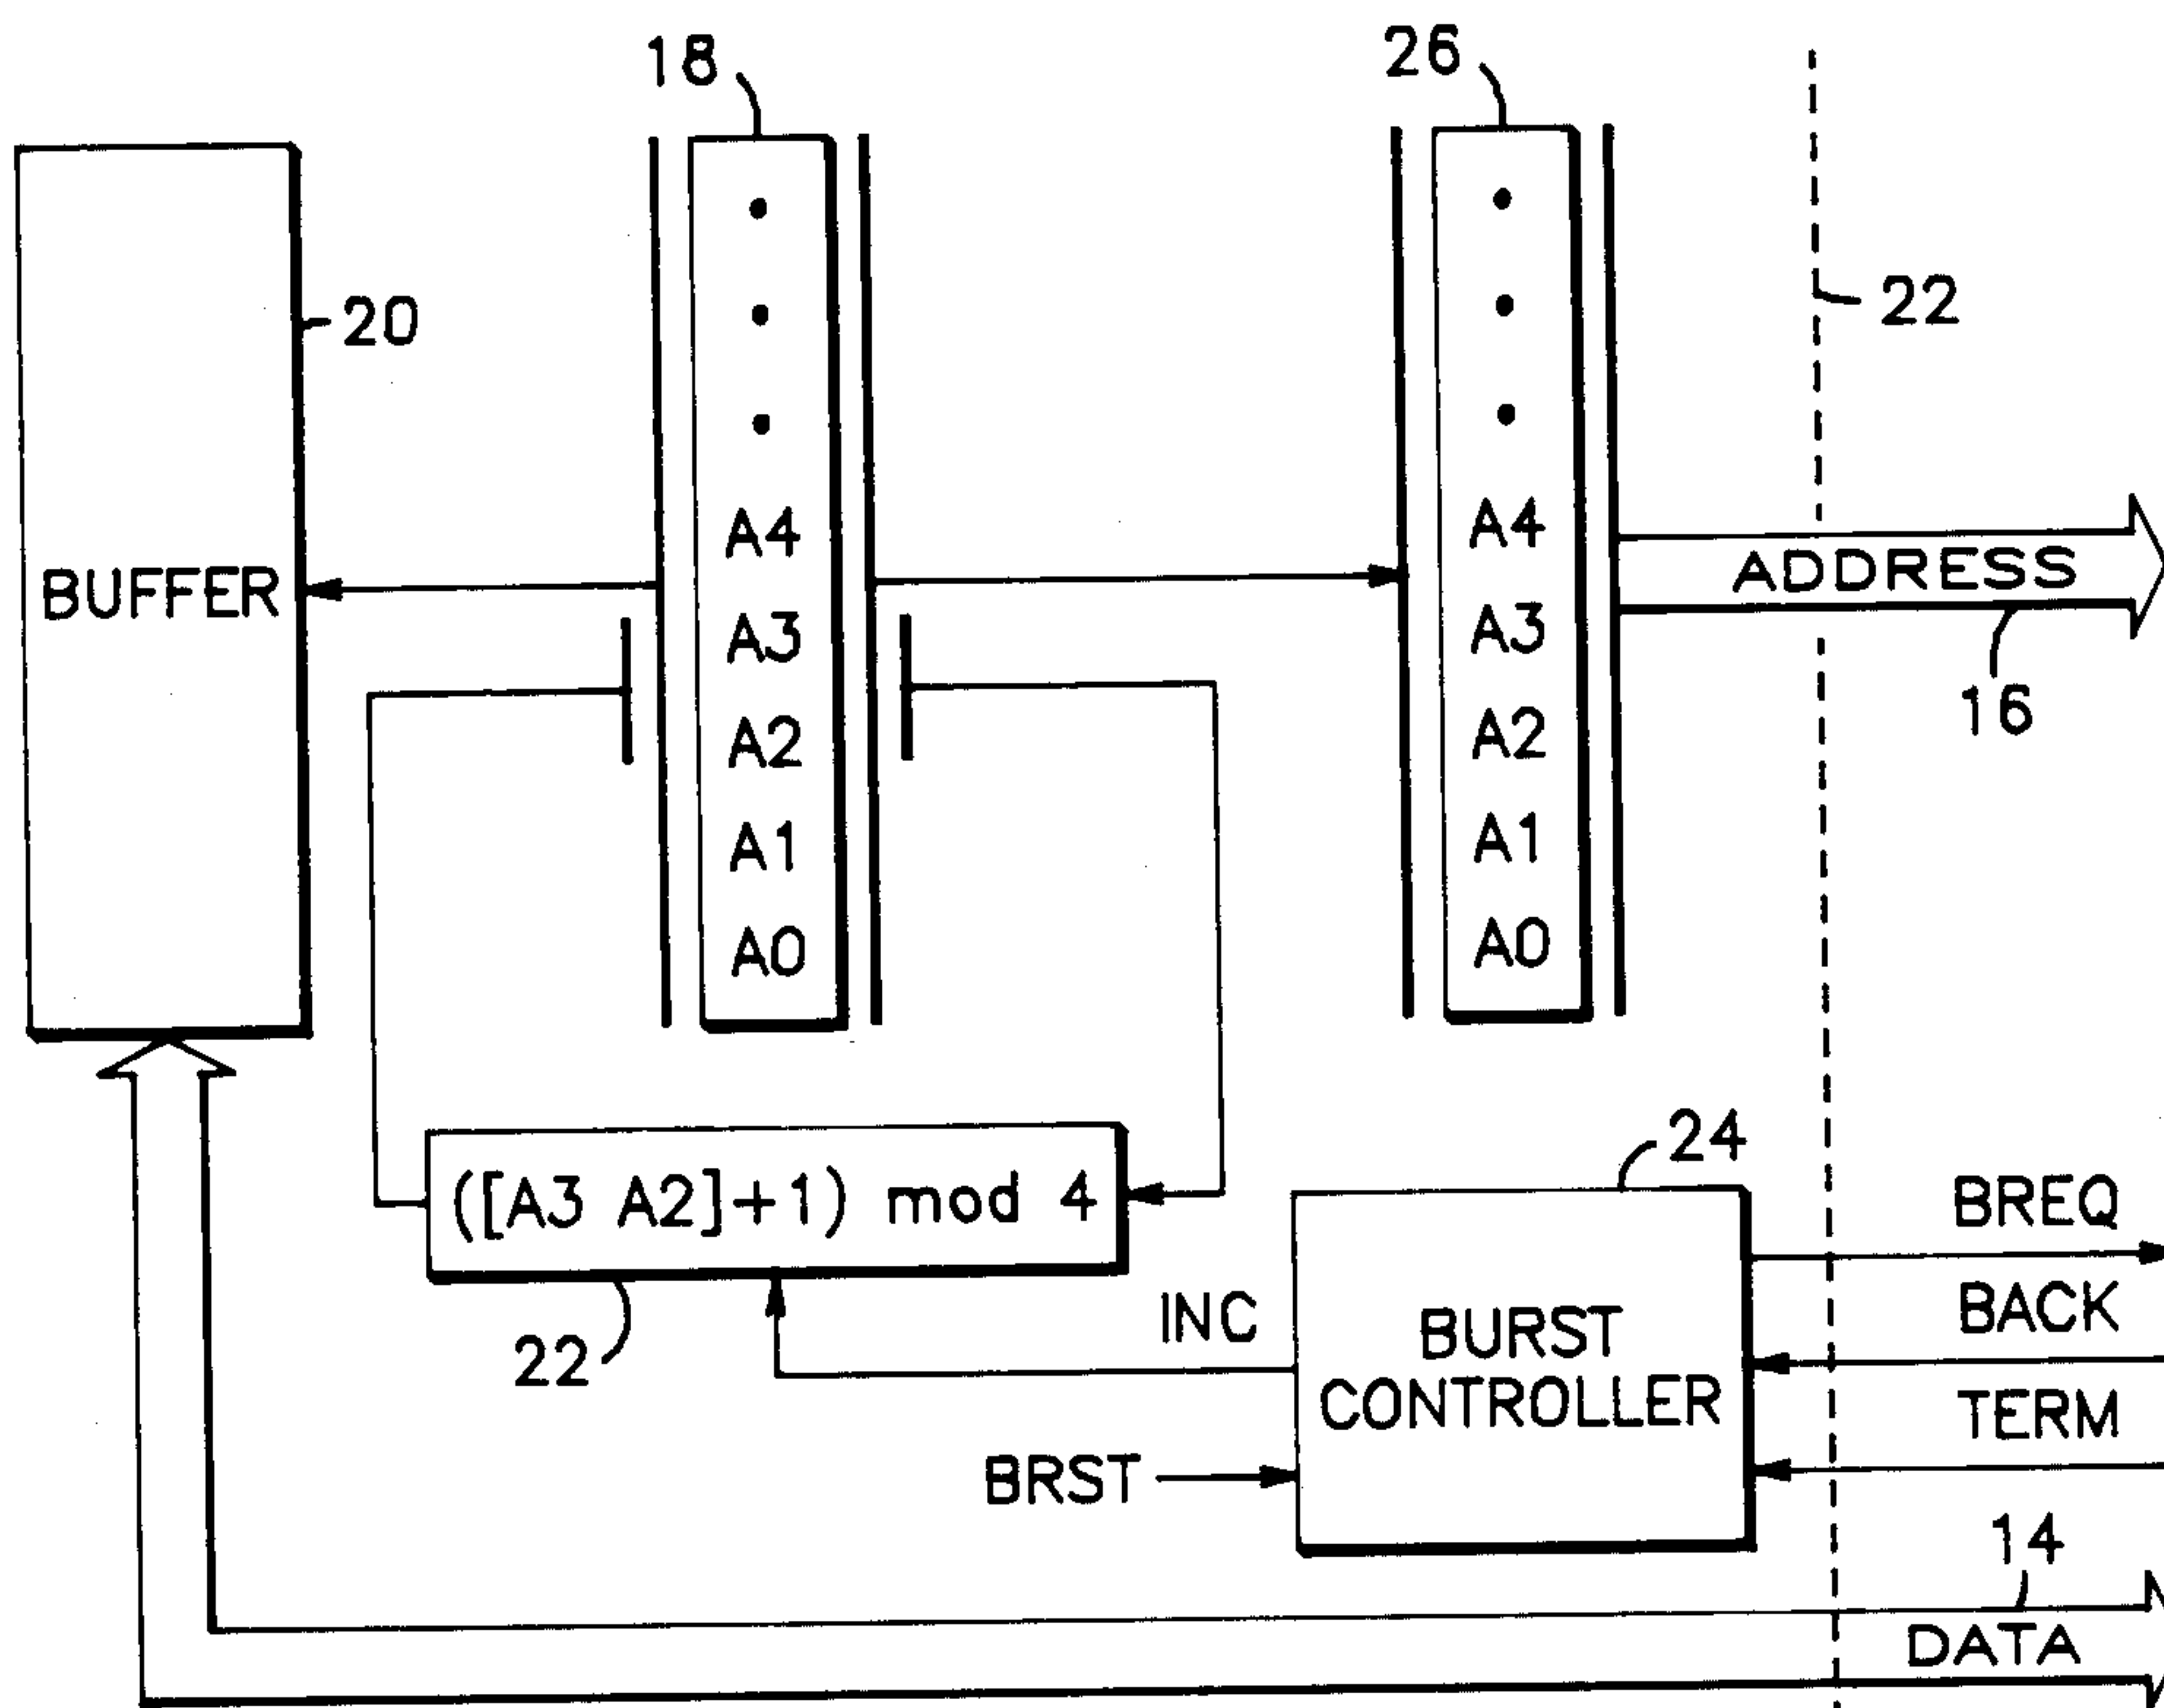 18
26
20
22
BUFFER
A4
A3
A2
A1
A0
A4
A3
A2
A1
A0
ADDRESS
16
([A3 A2]+1) mod 4
22
24
INC
BURST
CONTROLLER
BRST
BREQ
BACK
TERM
14
DATA